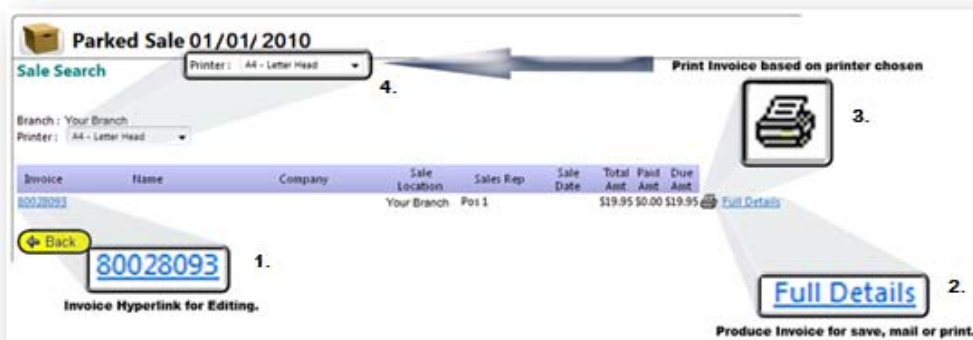 Parked Sale 01/01/2010
Sale Search
Printer: A4 - Letter Head
4.
Print Invoice based on printer chosen
3.
Branch : Your Branch
Printer: A4 - Letter Head
Invoice Name Company Sale Location Sales Rep Sale Date Total Amt Paid Amt Due Amt
80028093 Your Branch Pos 1 $19.95 $0.00 $19.95 Full Details
Back
80028093
1.
Invoice Hyperlink for Editing.
Full Details
2.
Produce Invoice for save, mail or print.